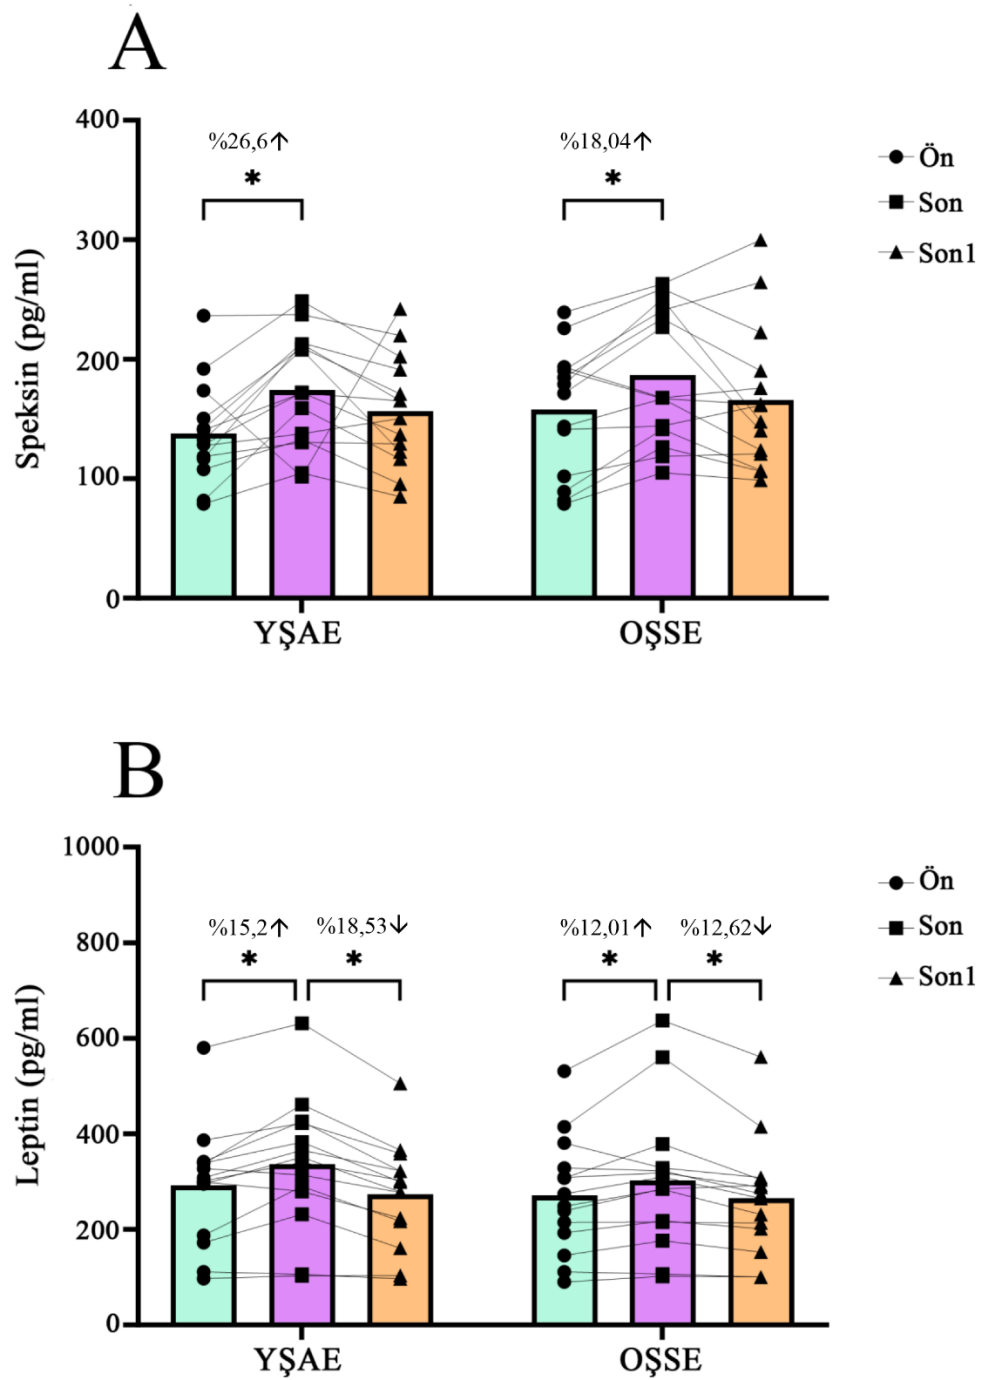 A
400
300
200
100
0
Speksin (pg/ml)
%26,6↑
*
%18,04↑
*
Ön
Son
Son1
YŞAE
OŞSE
B
1000
800
600
400
200
0
Leptin (pg/ml)
%15,2↑
%18,53↓
*
*
%12,01↑
%12,62↓
*
*
Ön
Son
Son1
YŞAE
OŞSE